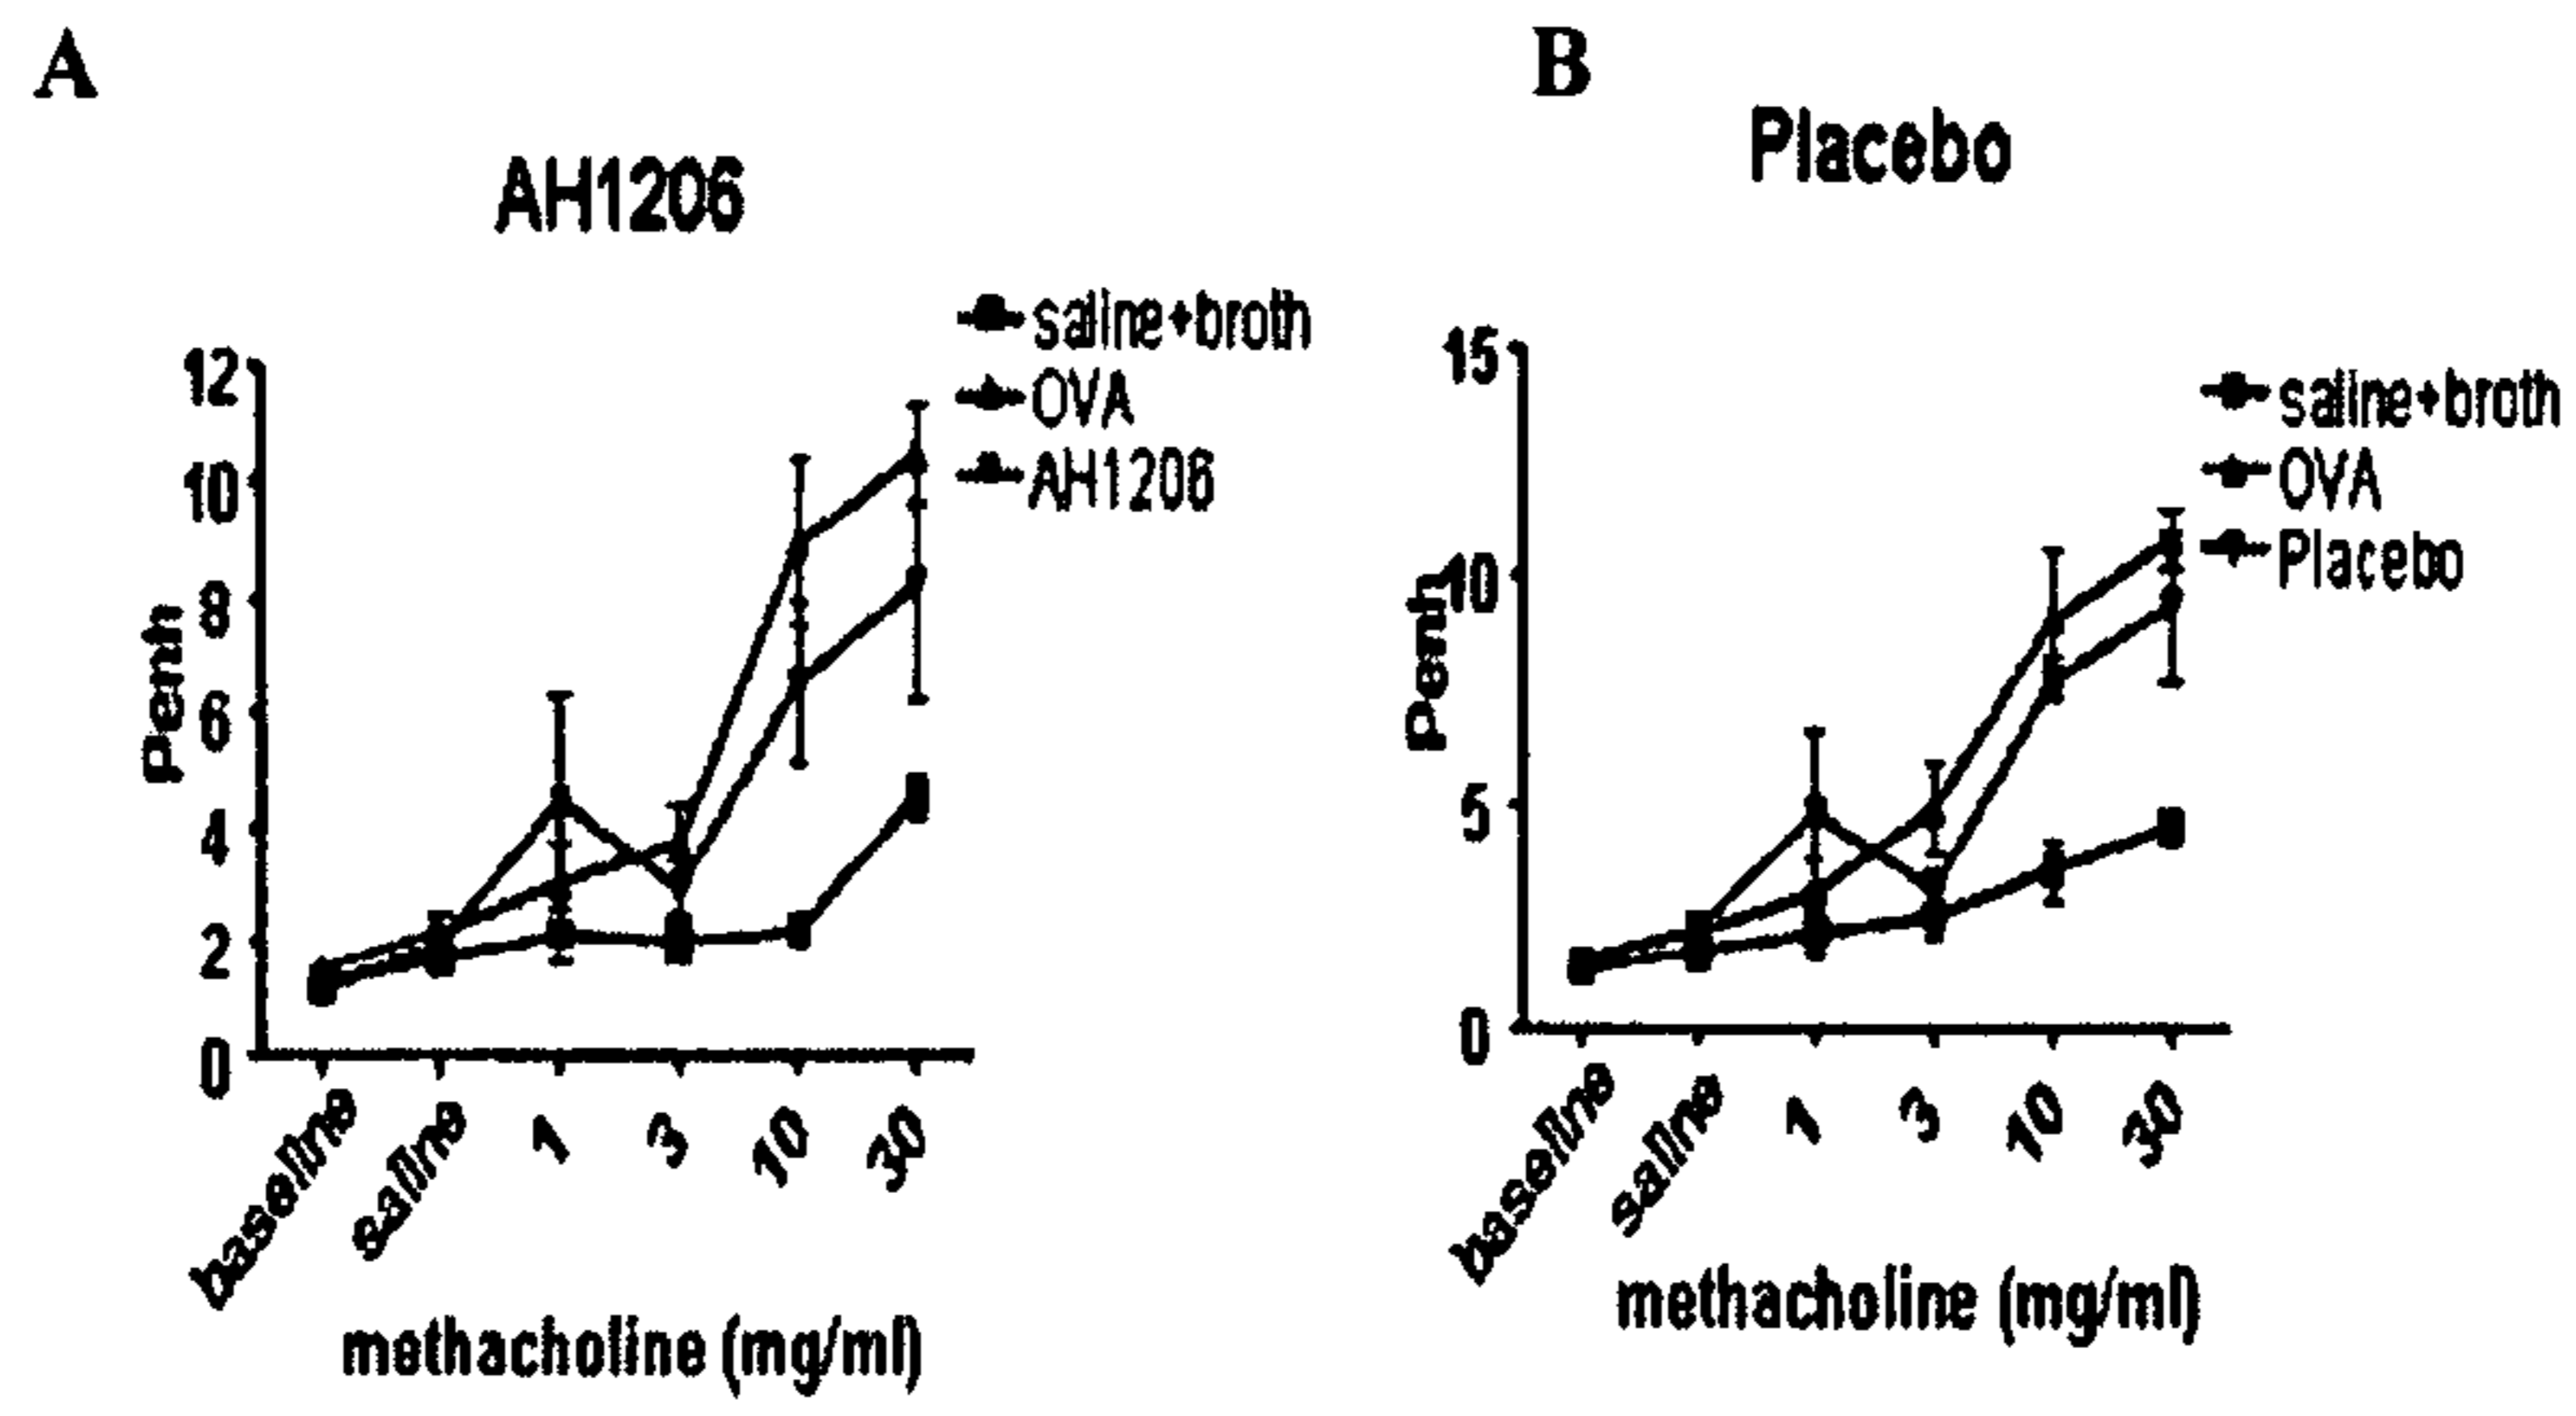 A
AH1206
saline+broth
OVA
AH1206
12
10
8
6
4
2
0
Penh
baseline
saline
1
3
10
30
methacholine (mg/ml)
B
Placebo
saline+broth
OVA
Placebo
15
10
5
0
Penh
baseline
saline
1
3
10
30
methacholine (mg/ml)